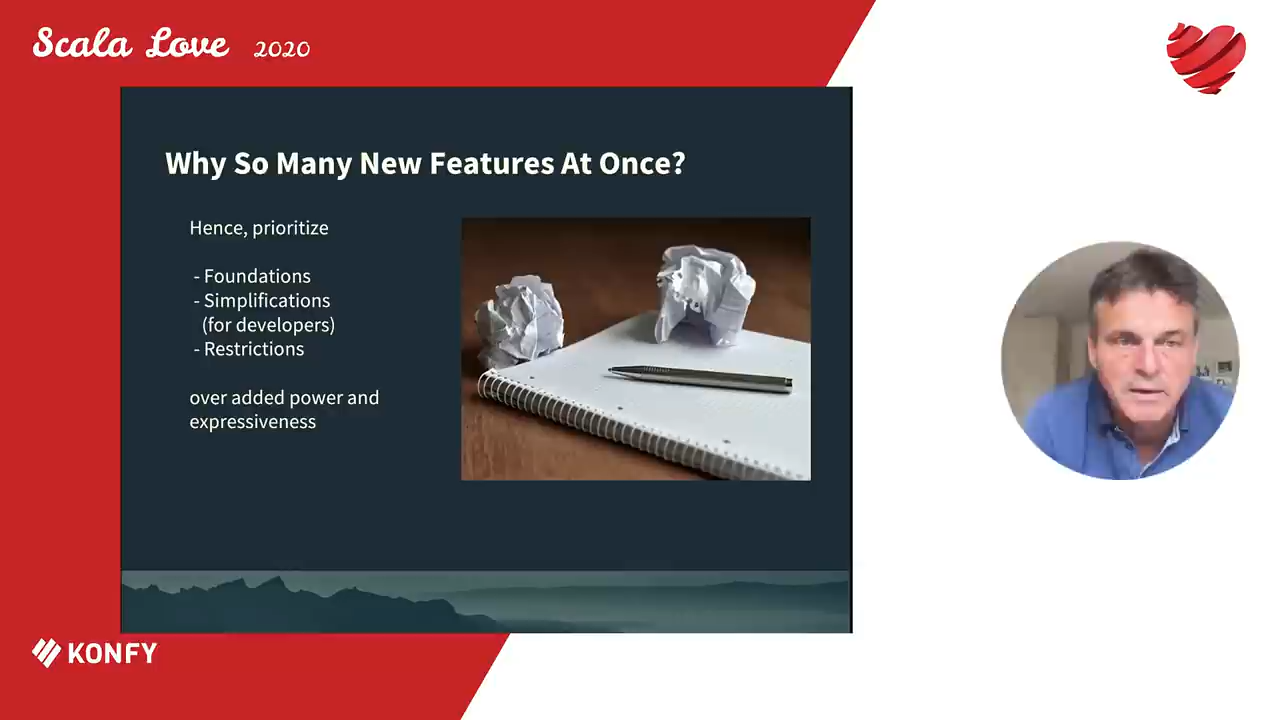 Scala Love 2020
Why So Many New Features At Once?
Hence, prioritize
- Foundations
- Simplifications
(for developers)
- Restrictions
over added power and
expressiveness
KONFY